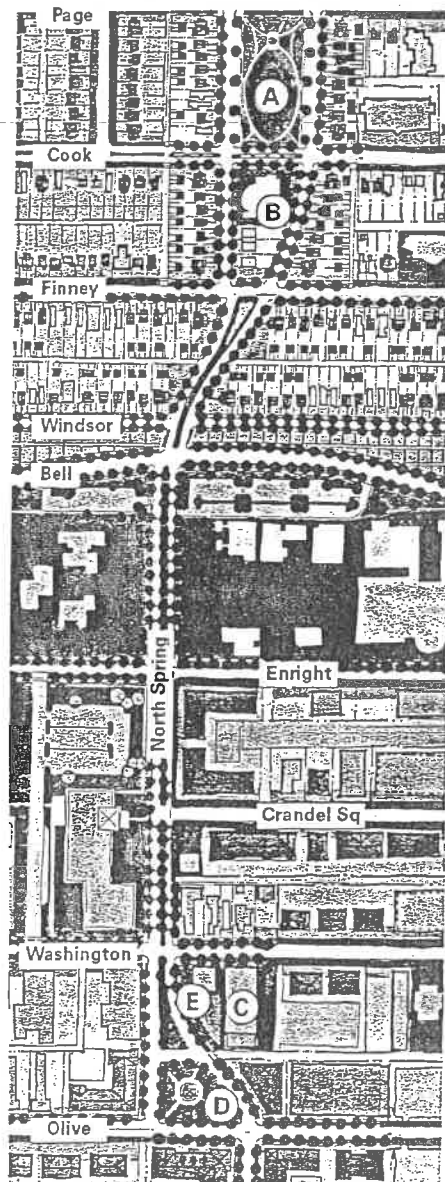 Page
A
Cook
B
Finney
Windsor
Bell
North Spring
Enright
Crandel Sq
Washington
E C
D
Olive